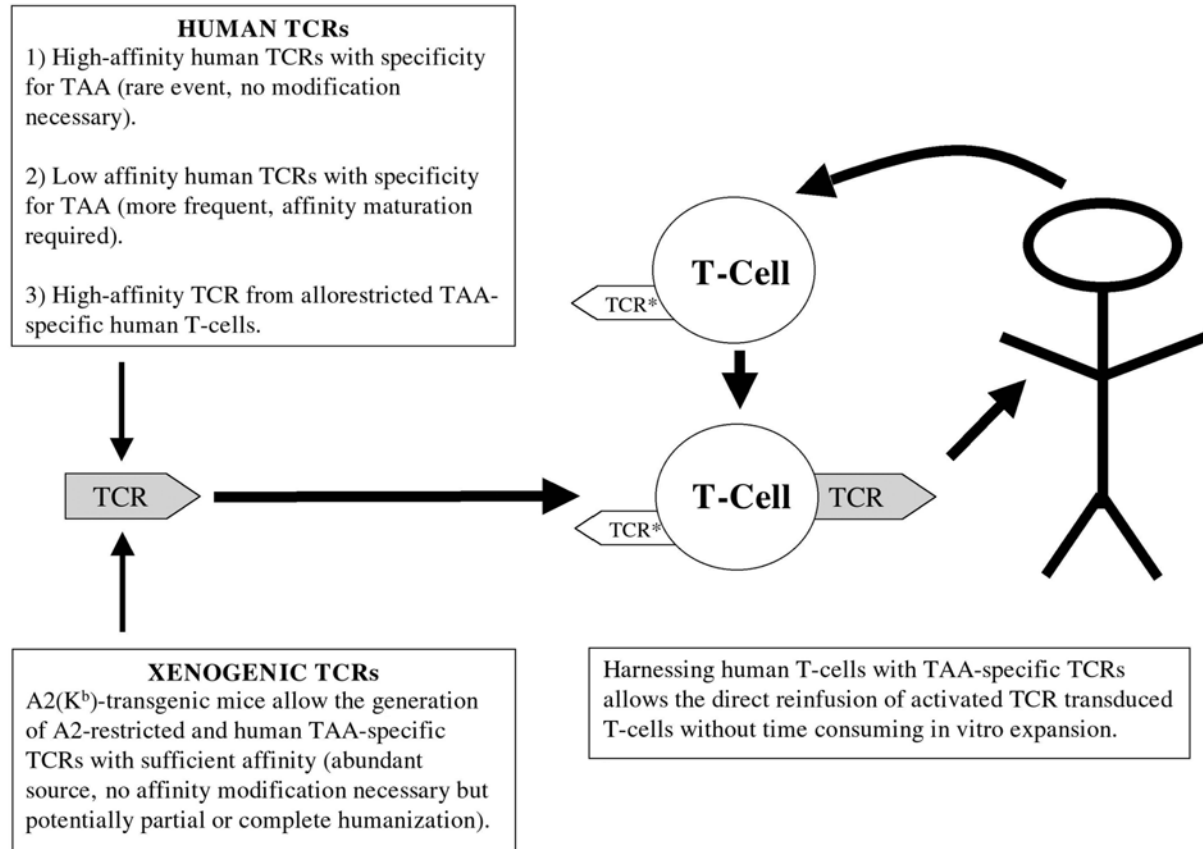 HUMAN TCRs
1) High-affinity human TCRs with specificity
for TAA (rare event, no modification
necessary).
2) Low affinity human TCRs with specificity
for TAA (more frequent, affinity maturation
required).
3) High-affinity TCR from allorestricted TAA-
specific human T-cells.
T-Cell
TCR*
TCR
T-Cell
TCR
TCR*
XENOGENIC TCRs
A2(Kᵇ)-transgenic mice allow the generation
of A2-restricted and human TAA-specific
TCRs with sufficient affinity (abundant
source, no affinity modification necessary but
potentially partial or complete humanization).
Harnessing human T-cells with TAA-specific TCRs
allows the direct reinfusion of activated TCR transduced
T-cells without time consuming in vitro expansion.